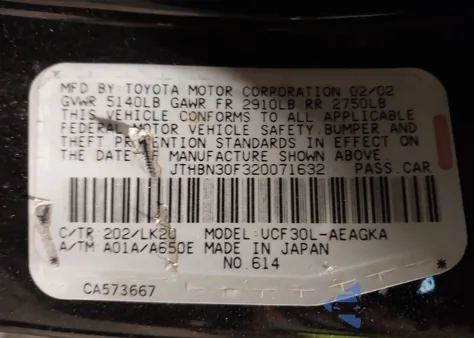 MFD BY: TOYOTA MOTOR CORPORATION 02/02
GVWR 5140LB GAWR FR 2910LB RR 2750LB
THIS VEHICLE CONFORMS TO ALL APPLICABLE
FEDERAL MOTOR VEHICLE SAFETY, BUMPER, AND
THEFT PREVENTION STANDARDS IN EFFECT ON
THE DATE OF MANUFACTURE SHOWN ABOVE
JTHBN30F320071632 PASS. CAR
C/TR 202/LK20 MODEL: UCF30L-AEAGKA
A/TM A01A/A650E MADE IN JAPAN
NO.614
CA573667